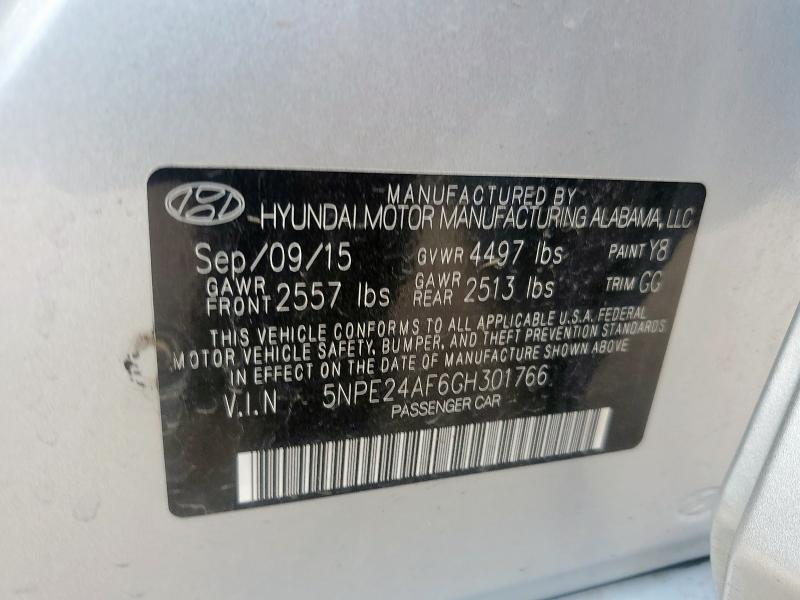 MANUFACTURED BY
HYUNDAI MOTOR MANUFACTURING ALABAMA, LLC
Sep/09/15 GVWR 4497 lbs PAINT Y8
GAWR FRONT 2557 lbs GAWR REAR 2513 lbs TRIM GG
THIS VEHICLE CONFORMS TO ALL APPLICABLE U.S.A. FEDERAL
MOTOR VEHICLE SAFETY, BUMPER, AND THEFT PREVENTION STANDARDS
IN EFFECT ON THE DATE OF MANUFACTURE SHOWN ABOVE.
V.I.N 5NPE24AF6GH301766
PASSENGER CAR